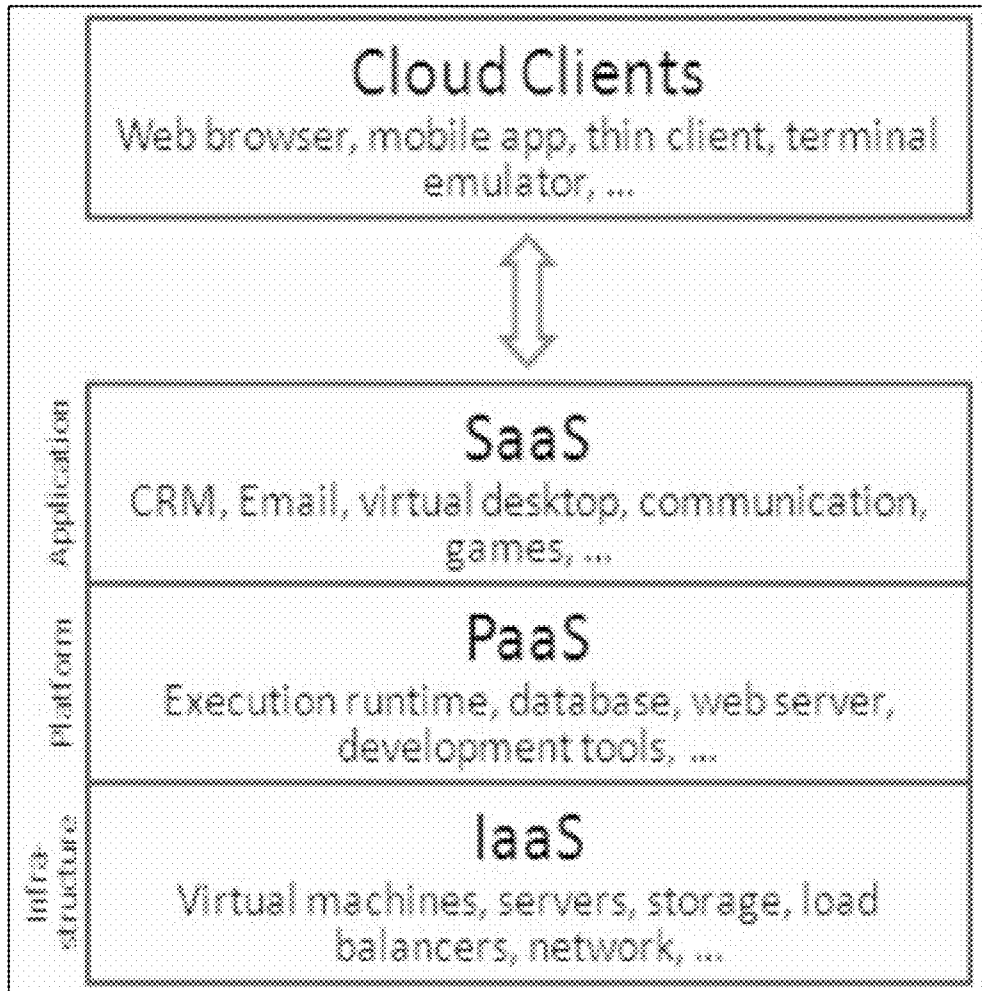 Cloud Clients
Web browser, mobile app, thin client, terminal
emulator, ...
Application
SaaS
CRM, Email, virtual desktop, communication,
games, ...
Platform
PaaS
Execution runtime, database, web server,
development tools, ...
Infra-
structure
IaaS
Virtual machines, servers, storage, load
balancers, network, ...